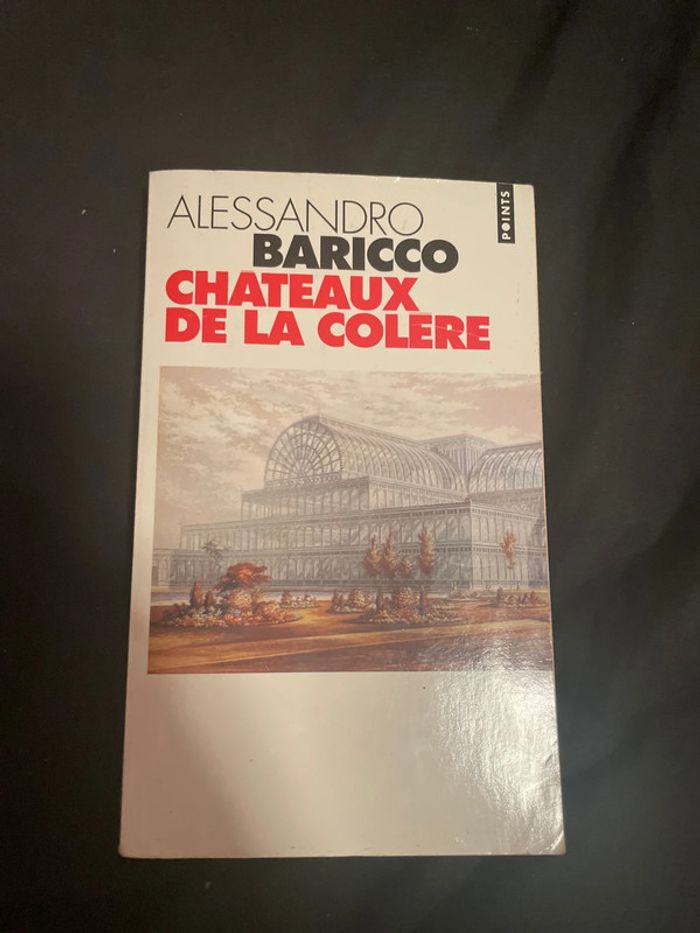 ALESSANDRO
BARICCO
CHATEAUX
DE LA COLERE
POINTS